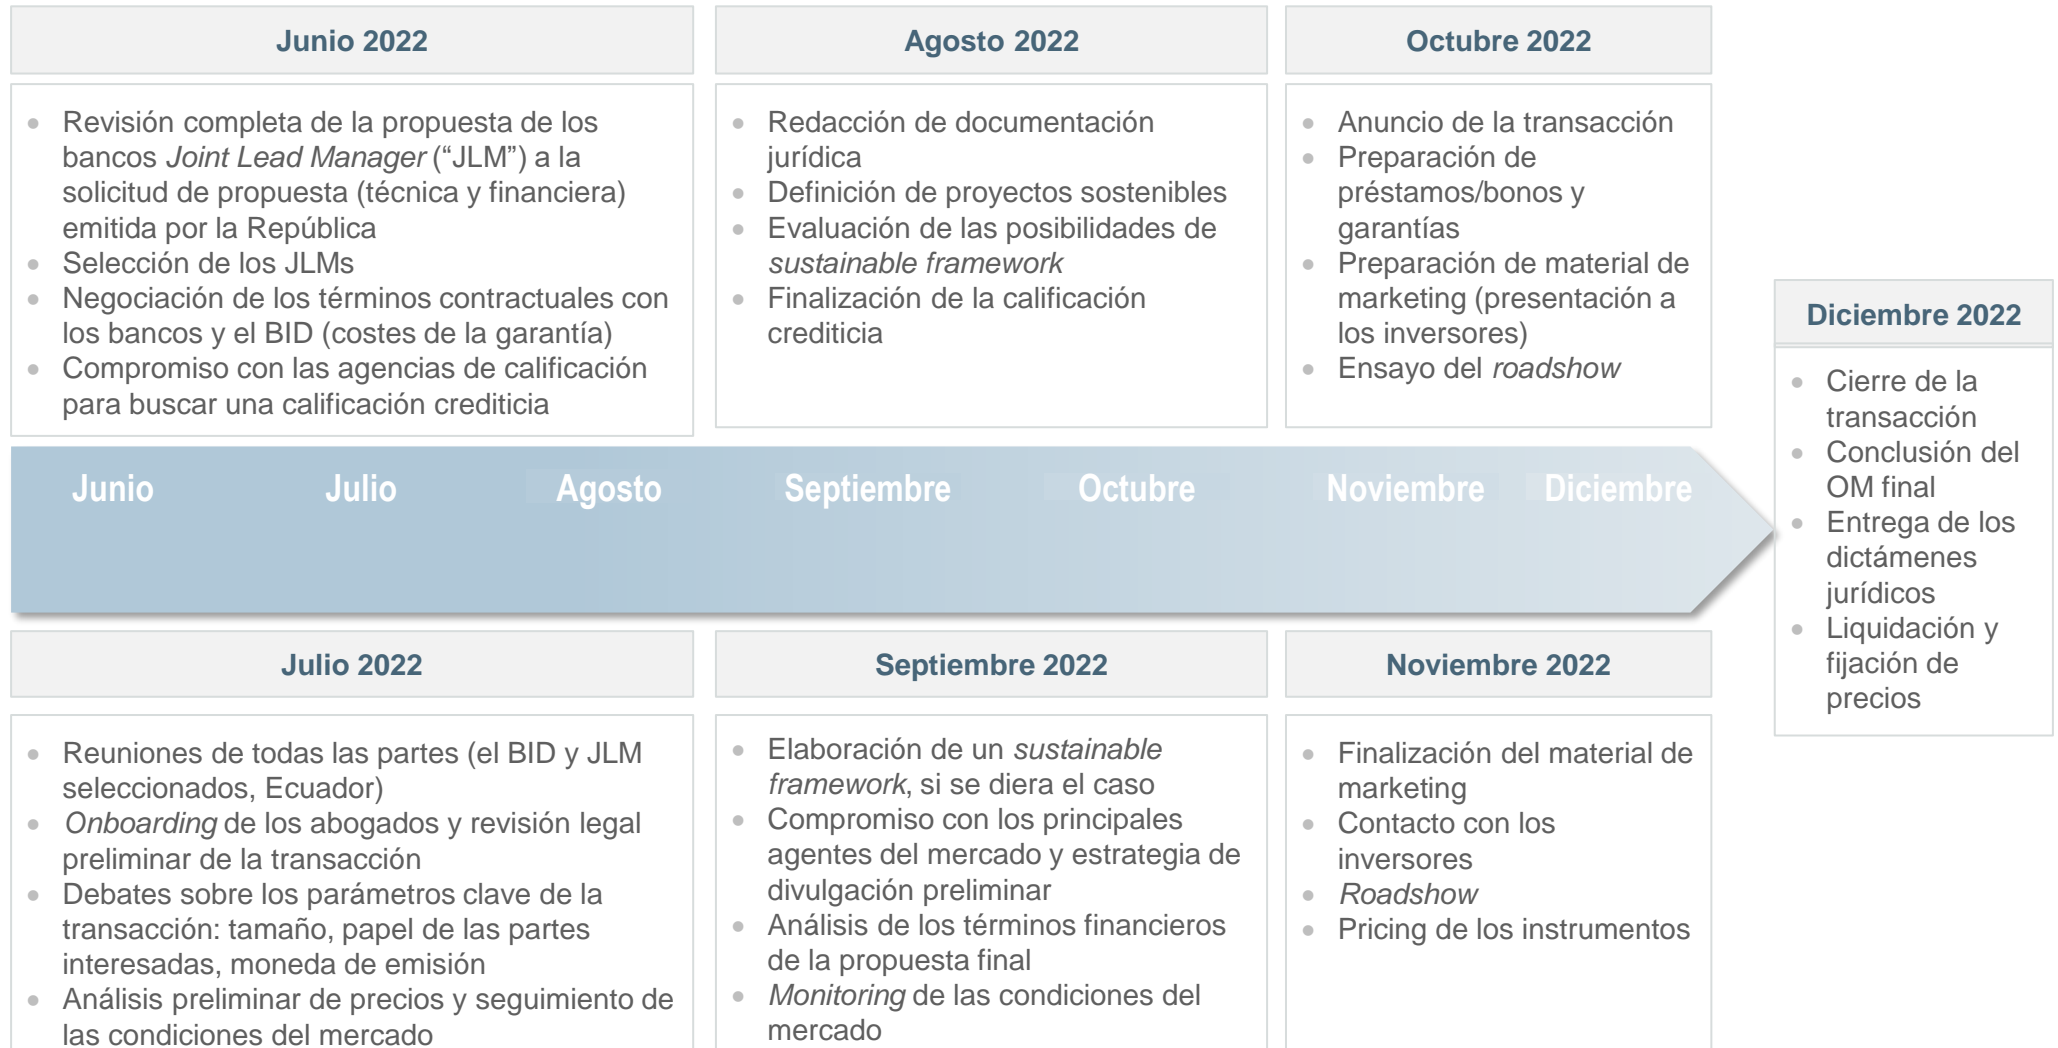 Junio 2022
Revisión completa de la propuesta de los
bancos Joint Lead Manager (“JLM”) a la
solicitud de propuesta (técnica y financiera)
emitida por la República
Selección de los JLMs
Negociación de los términos contractuales con
los bancos y el BID (costes de la garantía)
Compromiso con las agencias de calificación
para buscar una calificación crediticia
Agosto 2022
Redacción de documentación
jurídica
Definición de proyectos sostenibles
Evaluación de las posibilidades de
sustainable framework
Finalización de la calificación
crediticia
Octubre 2022
Anuncio de la transacción
Preparación de
préstamos/bonos y
garantías
Preparación de material de
marketing (presentación a
los inversores)
Ensayo del roadshow
Junio Julio Agosto Septiembre Octubre Noviembre Diciembre
Julio 2022
Reuniones de todas las partes (el BID y JLM
seleccionados, Ecuador)
Onboarding de los abogados y revisión legal
preliminar de la transacción
Debates sobre los parámetros clave de la
transacción: tamaño, papel de las partes
interesadas, moneda de emisión
Análisis preliminar de precios y seguimiento de
las condiciones del mercado
Septiembre 2022
Elaboración de un sustainable
framework, si se diera el caso
Compromiso con los principales
agentes del mercado y estrategia de
divulgación preliminar
Análisis de los términos financieros
de la propuesta final
Monitoring de las condiciones del
mercado
Noviembre 2022
Finalización del material de
marketing
Contacto con los
inversores
Roadshow
Pricing de los instrumentos
Diciembre 2022
Cierre de la
transacción
Conclusión del
OM final
Entrega de los
dictámenes
jurídicos
Liquidación y
fijación de
precios